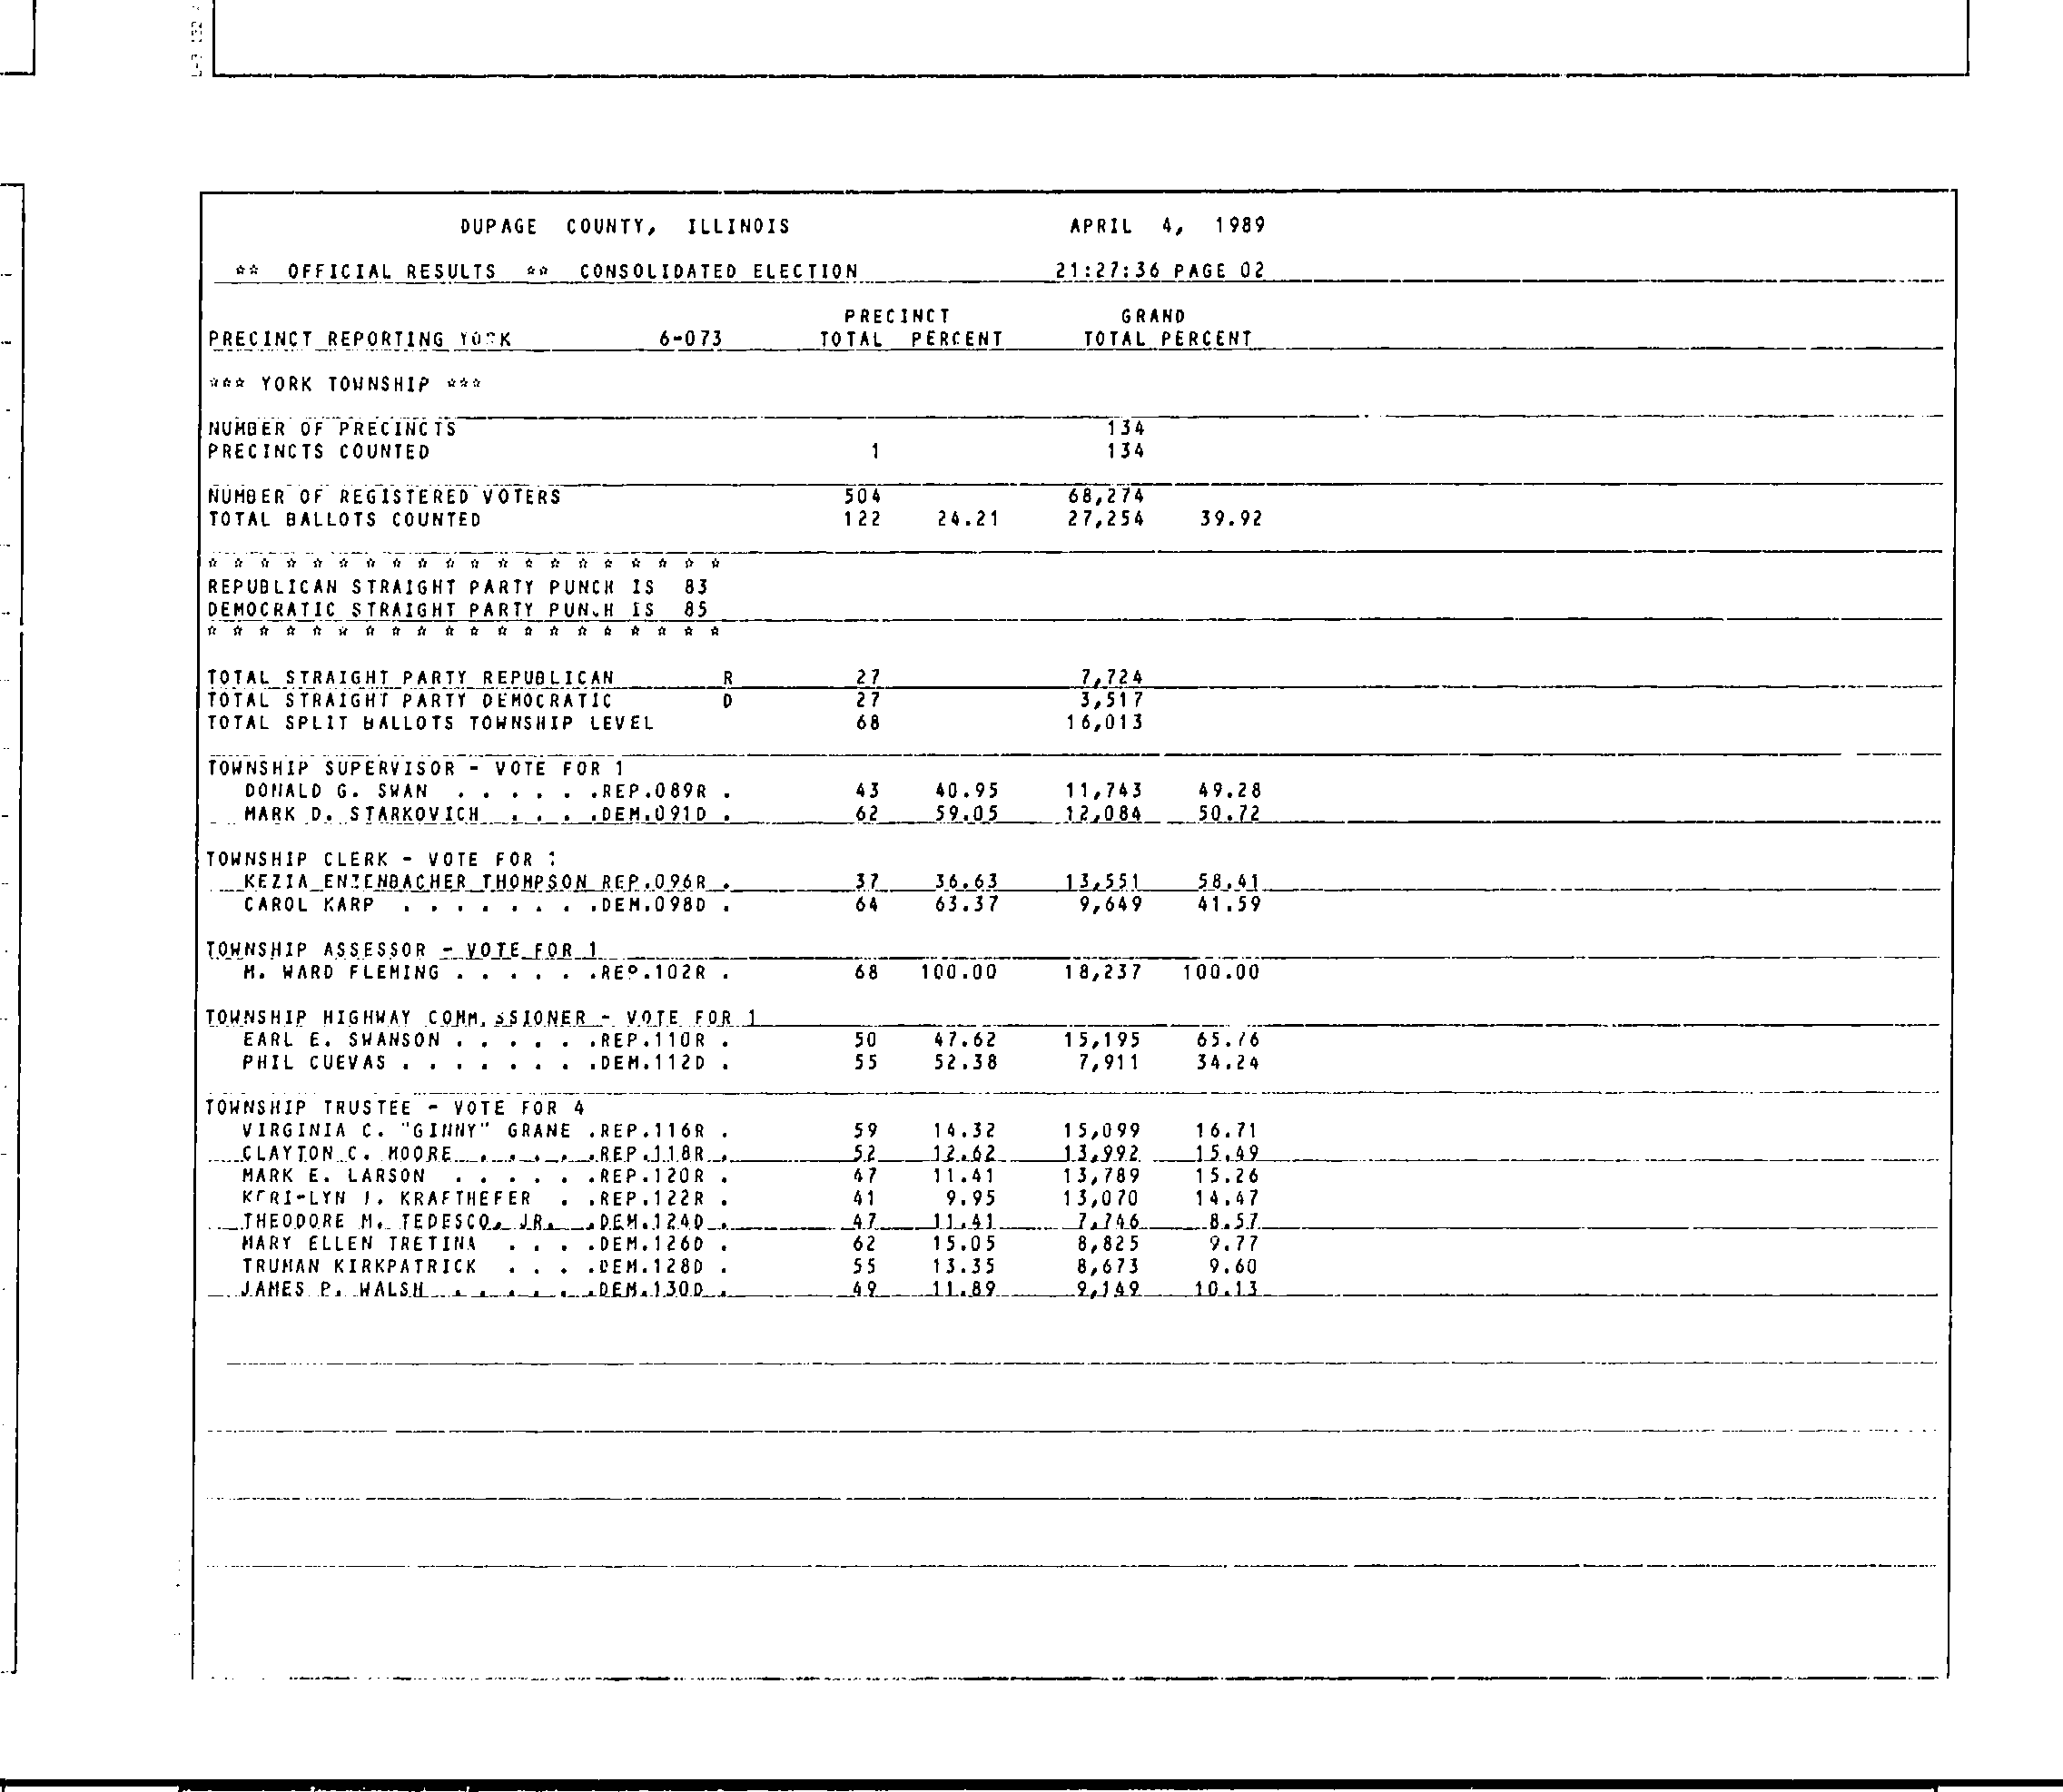 DUPAGE COUNTY, ILLINOIS APRIL 4, 1989
** OFFICIAL RESULTS ** CONSOLIDATED ELECTION 21:27:36 PAGE 02
PRECINCT GRAND
PRECINCT REPORTING YORK 6-073 TOTAL PERCENT TOTAL PERCENT
*** YORK TOWNSHIP ***
NUMBER OF PRECINCTS 134
PRECINCTS COUNTED 1 134
NUMBER OF REGISTERED VOTERS 504 68,274
TOTAL BALLOTS COUNTED 122 24.21 27,254 39.92
* * * * * * * * * * * * * * * * * * * *
REPUBLICAN STRAIGHT PARTY PUNCH IS 83
DEMOCRATIC STRAIGHT PARTY PUNCH IS 85
* * * * * * * * * * * * * * * * * * * *
TOTAL STRAIGHT PARTY REPUBLICAN R 27 7,724
TOTAL STRAIGHT PARTY DEMOCRATIC D 27 3,517
TOTAL SPLIT BALLOTS TOWNSHIP LEVEL 68 16,013
TOWNSHIP SUPERVISOR - VOTE FOR 1
DONALD G. SWAN . . . . . .REP.089R . 43 40.95 11,743 49.28
MARK D. STARKOVICH . . . .DEM.091D . 62 59.05 12,084 50.72
TOWNSHIP CLERK - VOTE FOR 1
KEZIA ENZENBACHER THOMPSON REP.096R . 37 36.63 13,551 58.41
CAROL KARP . . . . . . . .DEM.098D . 64 63.37 9,649 41.59
TOWNSHIP ASSESSOR - VOTE FOR 1
M. WARD FLEMING . . . . . .REP.102R . 68 100.00 18,237 100.00
TOWNSHIP HIGHWAY COMMISSIONER - VOTE FOR 1
EARL E. SWANSON . . . . . .REP.110R . 50 47.62 15,195 65.76
PHIL CUEVAS . . . . . . . .DEM.112D . 55 52.38 7,911 34.24
TOWNSHIP TRUSTEE - VOTE FOR 4
VIRGINIA C. "GINNY" GRANE .REP.116R . 59 14.32 15,099 16.71
CLAYTON C. MOORE . . . . .REP.118R . 52 12.62 13,992 15.49
MARK E. LARSON . . . . . .REP.120R . 47 11.41 13,789 15.26
KERI-LYN J. KRAFTHEFER . .REP.122R . 41 9.95 13,070 14.47
THEODORE M. TEDESCO, JR. .DEM.124D . 47 11.41 7,746 8.57
MARY ELLEN TRETINA . . . .DEM.126D . 62 15.05 8,825 9.77
TRUMAN KIRKPATRICK . . . .DEM.128D . 55 13.35 8,673 9.60
JAMES P. WALSH . . . . . .DEM.130D . 49 11.89 9,149 10.13